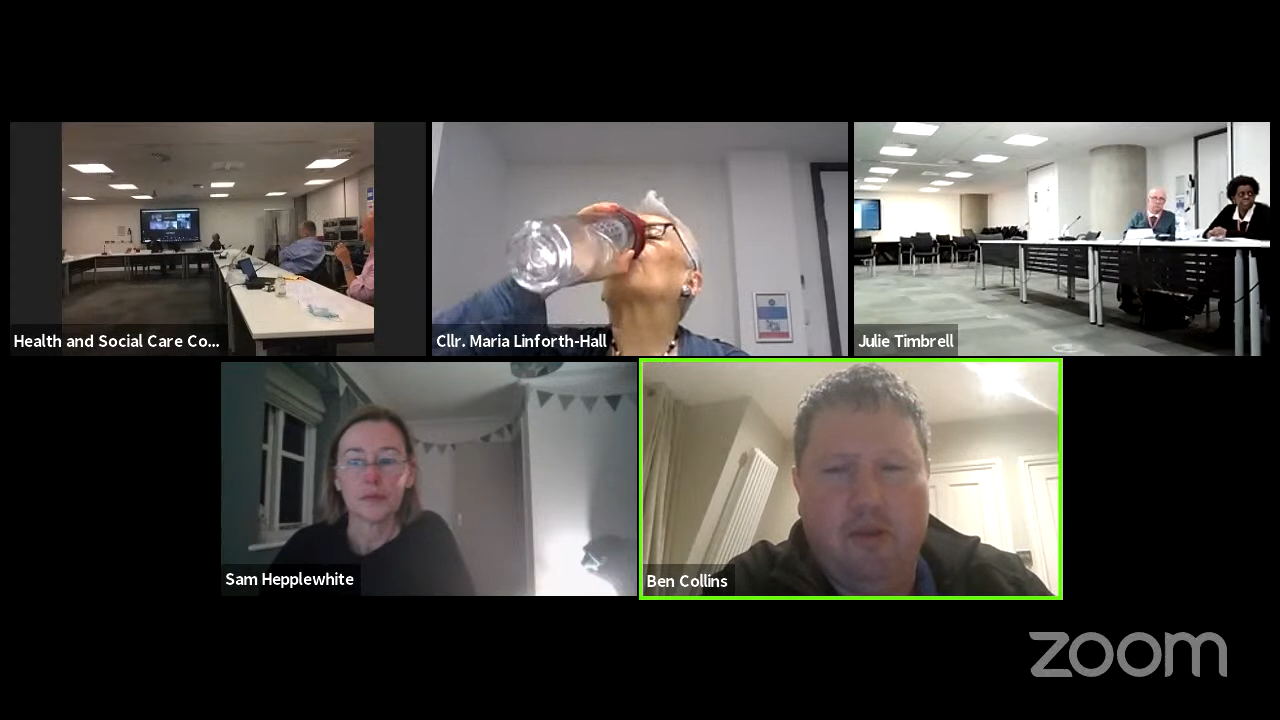 Health and Social Care Co...
Cllr. Maria Linforth-Hall
Julie Timbrell
Sam Hepplewhite
Ben Collins
zoom